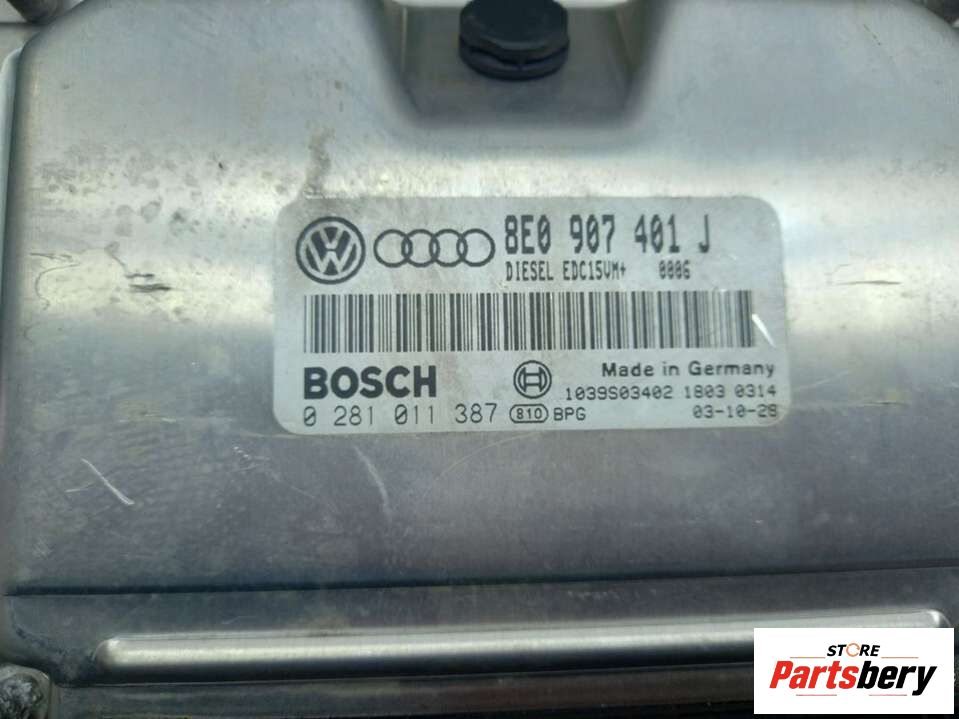 VW
8E0 907 401 J
DIESEL EDC15VM+ 0006
BOSCH
Made in Germany
1039S03402 1803 0314
0 281 011 387 810 BPG
03-10-28
STORE
Partsbery